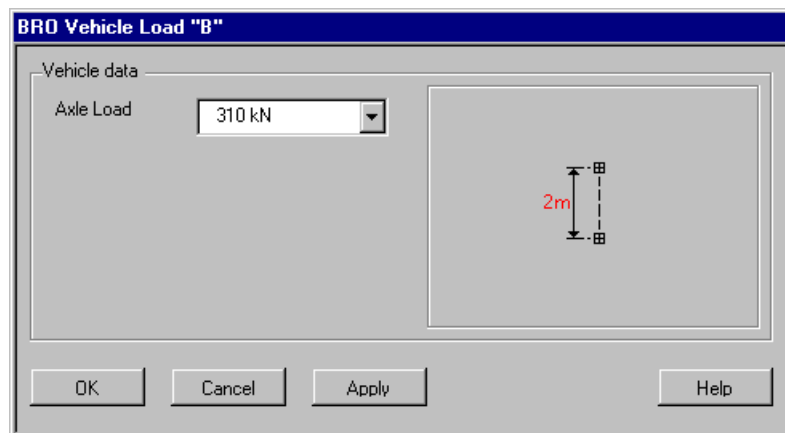 BRO Vehicle Load "B"
Vehicle data
Axle Load
310 kN
2m
OK
Cancel
Apply
Help